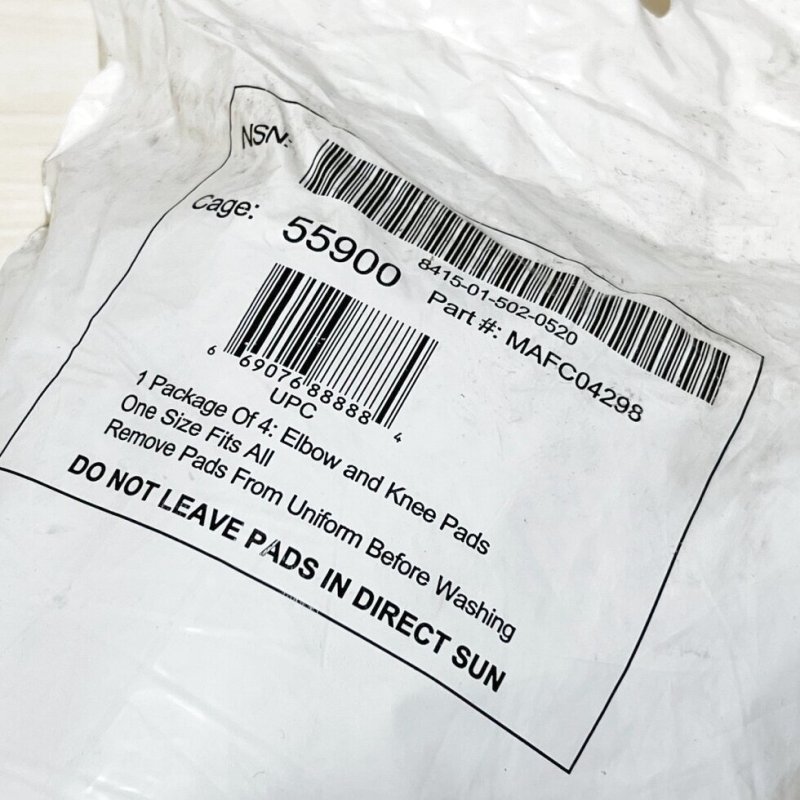 NSN:
8415-01-502-0520
Cage: 55900
Part #: MAFC04298
6 69076 88888 4
UPC
1 Package Of 4: Elbow and Knee Pads
One Size Fits All
Remove Pads From Uniform Before Washing
DO NOT LEAVE PADS IN DIRECT SUN